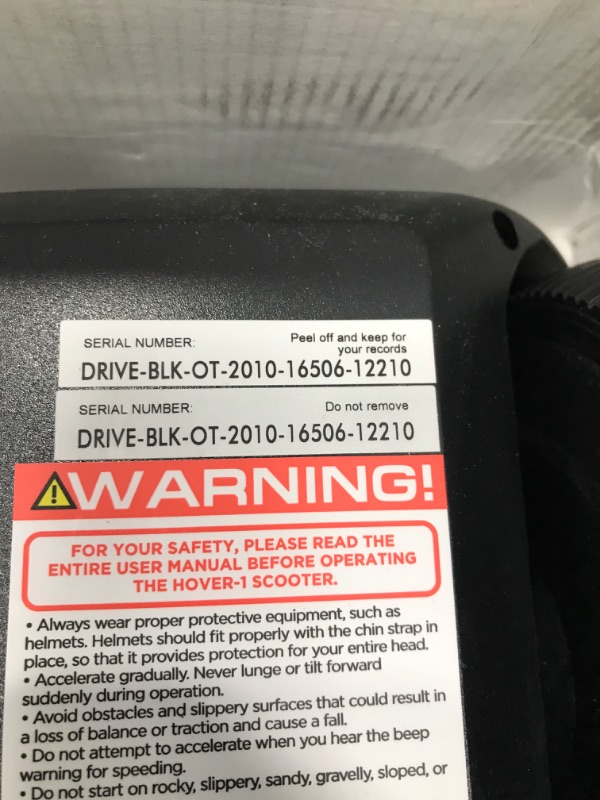 SERIAL NUMBER: Peel off and keep for
your records
DRIVE-BLK-OT-2010-16506-12210
SERIAL NUMBER: Do not remove
DRIVE-BLK-OT-2010-16506-12210
WARNING!
FOR YOUR SAFETY, PLEASE READ THE
ENTIRE USER MANUAL BEFORE OPERATING
THE HOVER-1 SCOOTER.
• Always wear proper protective equipment, such as
helmets. Helmets should fit properly with the chin strap in
place, so that it provides protection for your entire head.
• Accelerate gradually. Never lunge or tilt forward
suddenly during operation.
• Avoid obstacles and slippery surfaces that could result in
a loss of balance or traction and cause a fall.
• Do not attempt to accelerate when you hear the beep
warning for speeding.
• Do not start on rocky, slippery, sandy, gravelly, sloped, or